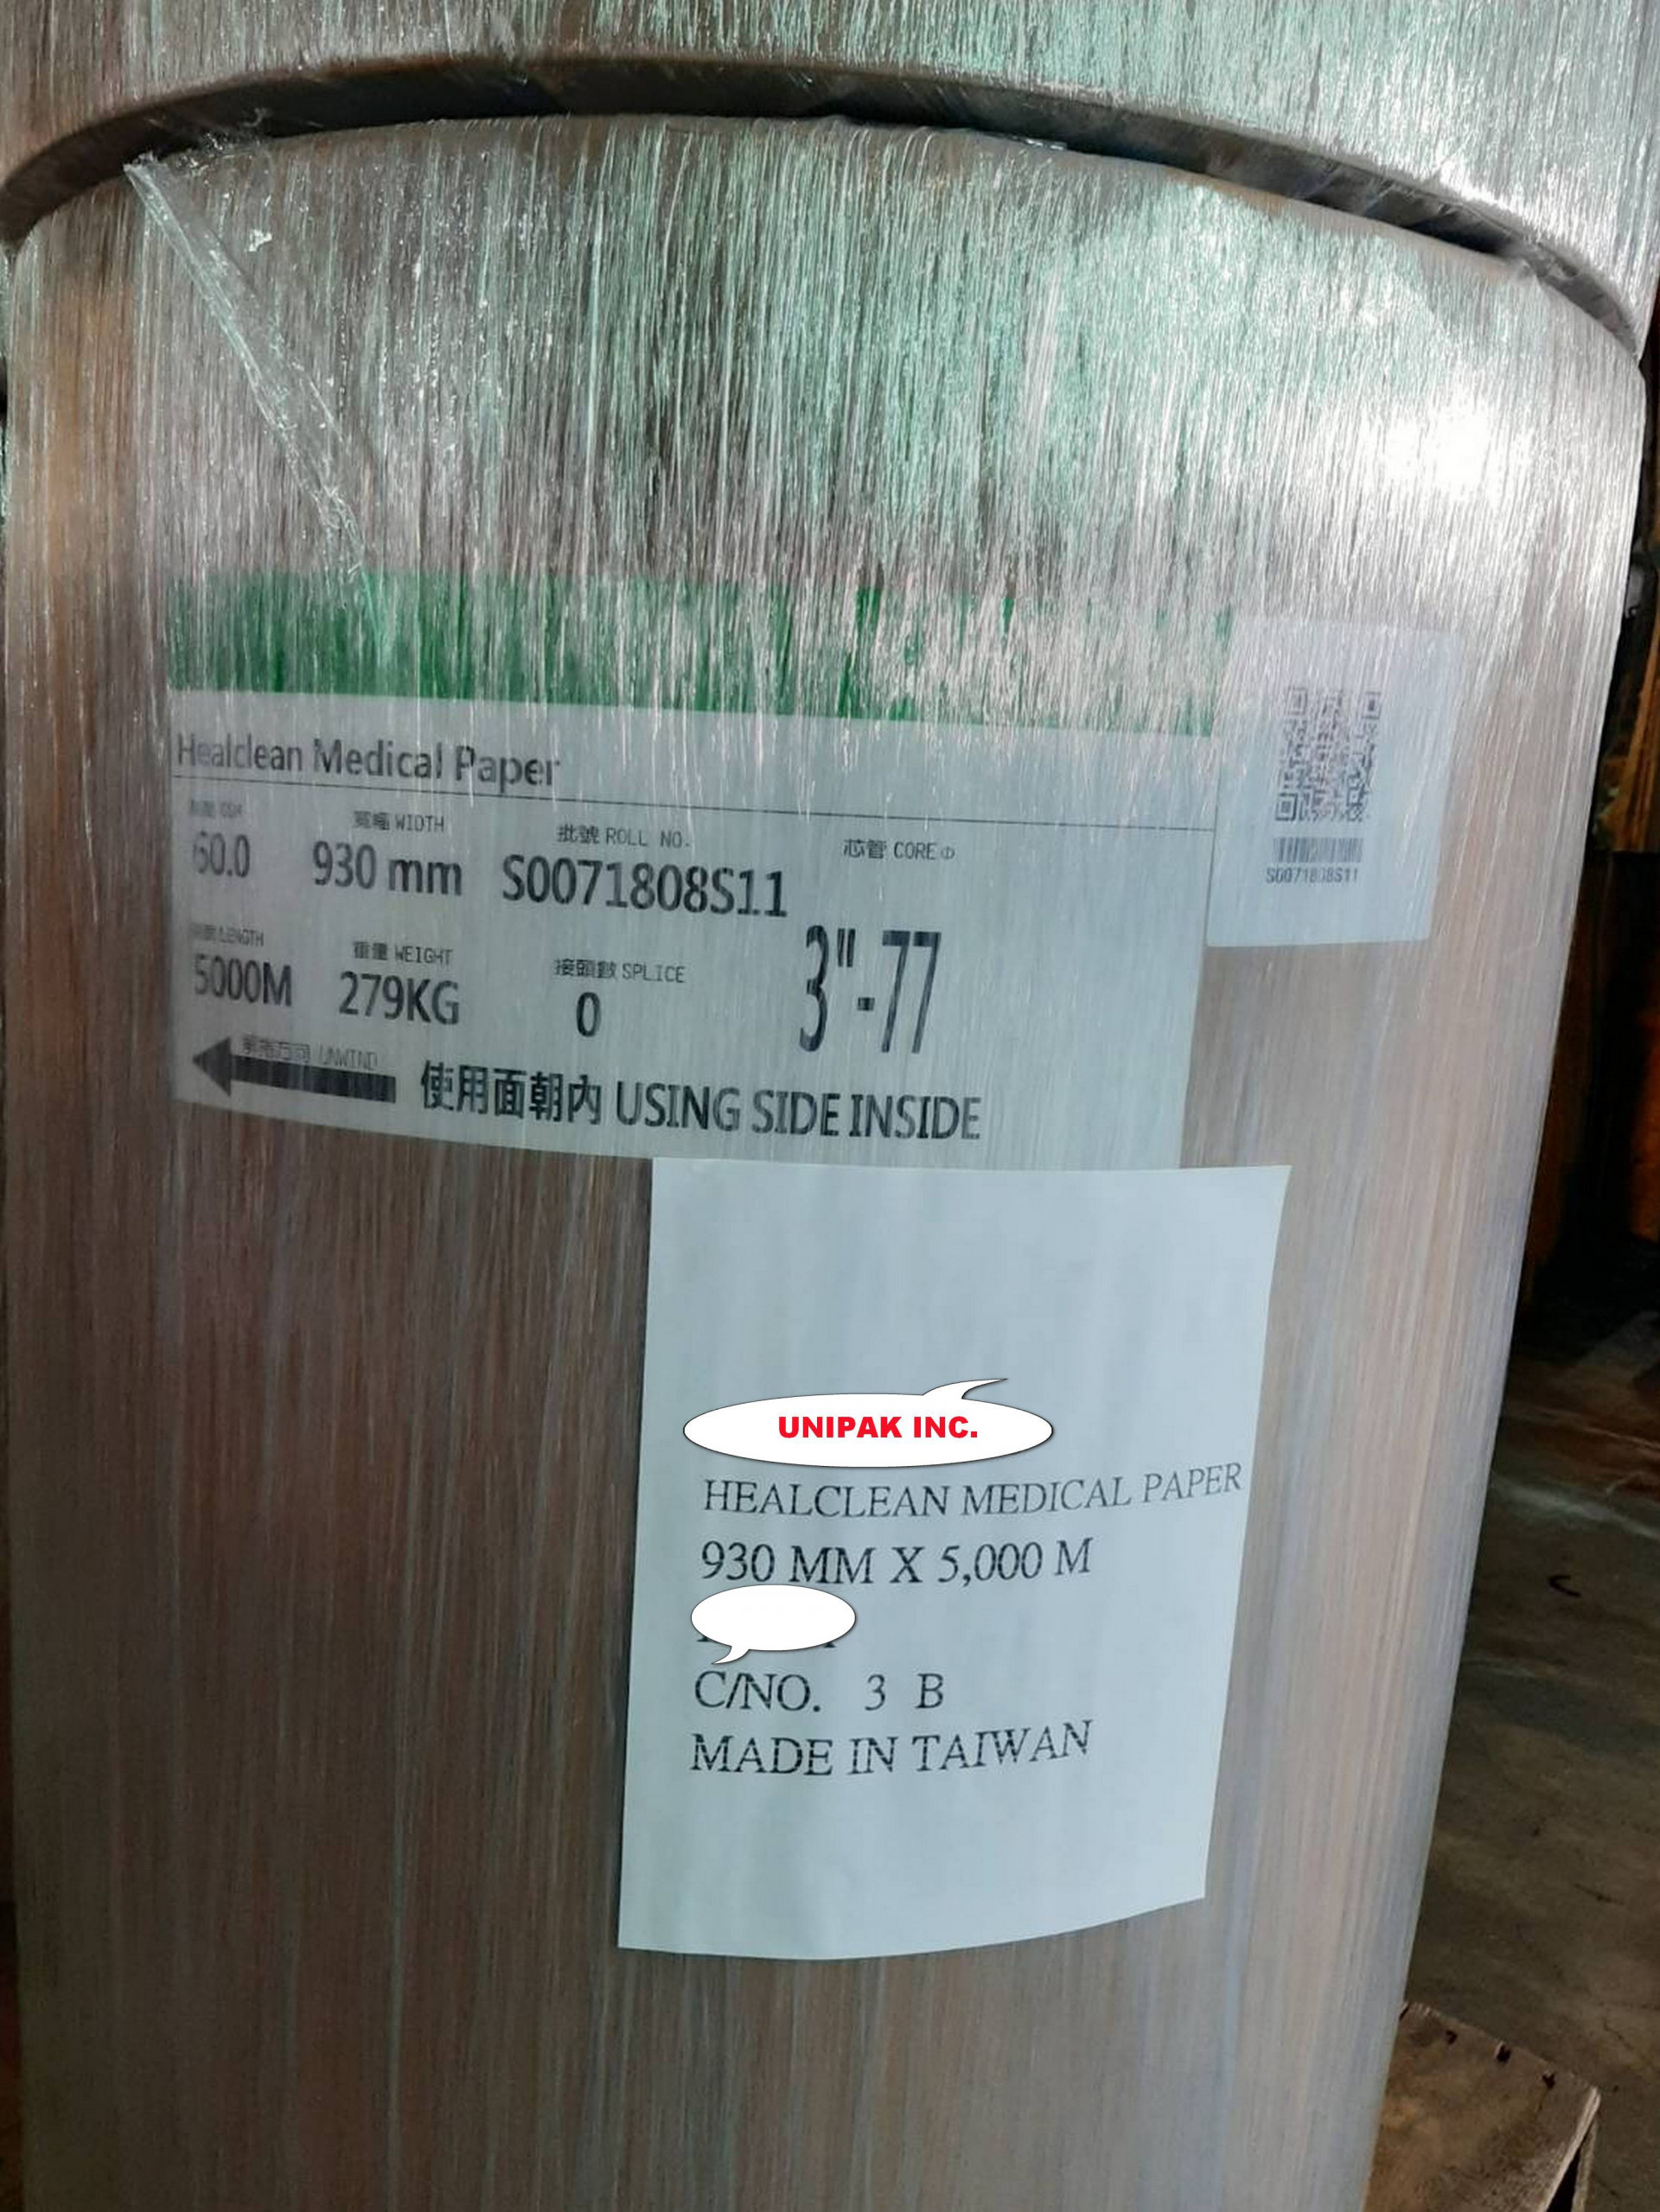 Healclean Medical Paper
寬幅 WIDTH 批號 ROLL NO. 芯管 CORE Φ
60.0 930 mm S0071808S11
LENGTH 重量 WEIGHT 接頭數 SPLICE 3"-77
5000M 279KG 0
UNWIND
使用面朝內 USING SIDE INSIDE
S0071808S11
UNIPAK INC.
HEALCLEAN MEDICAL PAPER
930 MM X 5,000 M
C/NO. 3 B
MADE IN TAIWAN